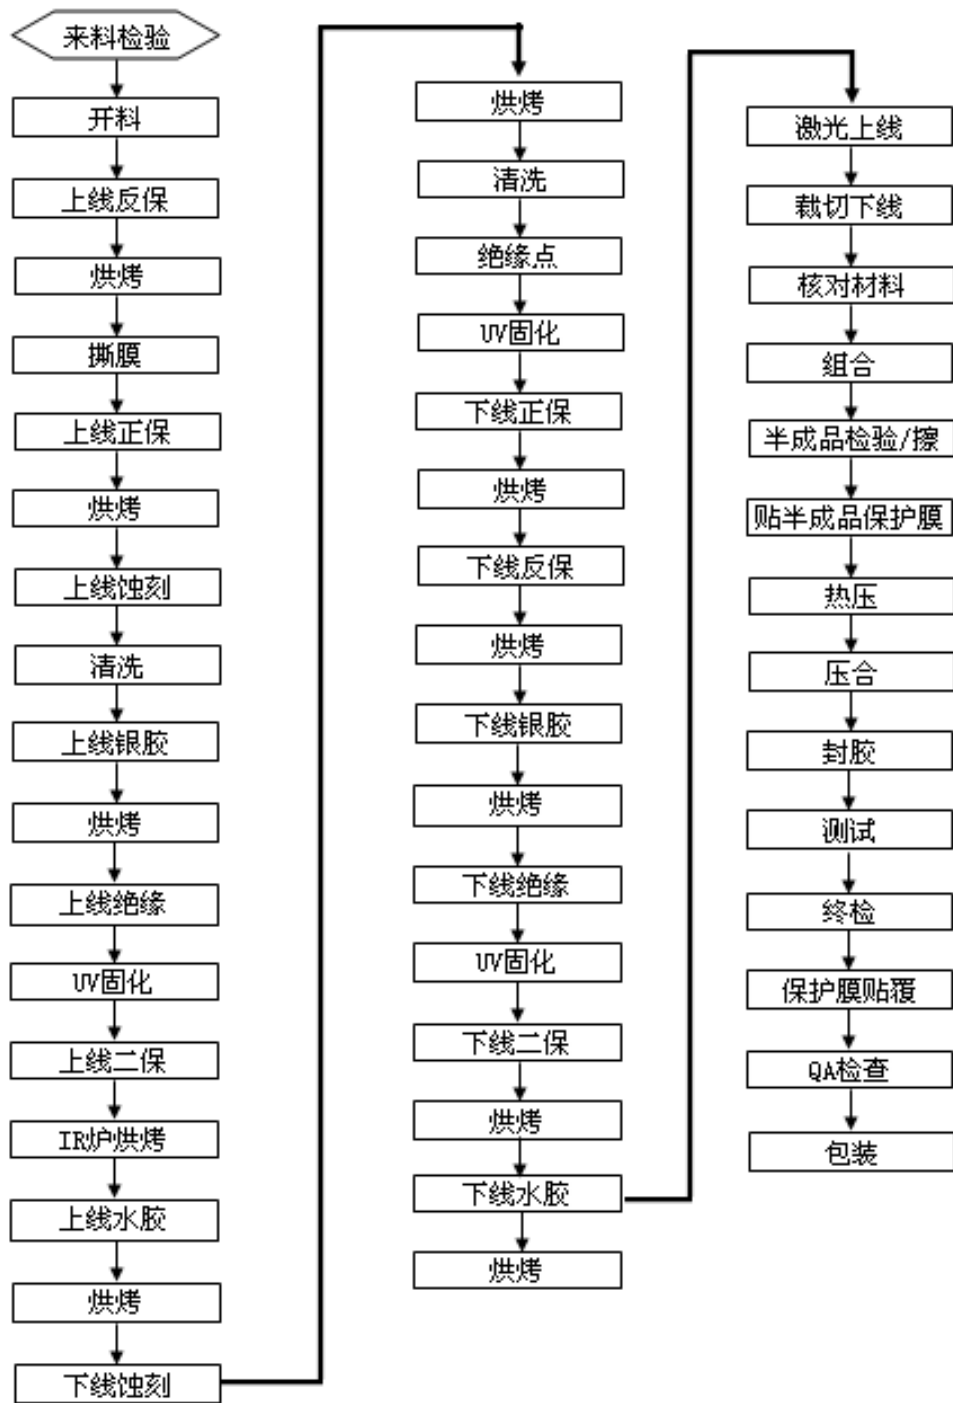 来料检验
开料
上线反保
烘烤
撕膜
上线正保
烘烤
上线蚀刻
清洗
上线银胶
烘烤
上线绝缘
UV固化
上线二保
IR炉烘烤
上线水胶
烘烤
下线蚀刻
烘烤
清洗
绝缘点
UV固化
下线正保
烘烤
下线反保
烘烤
下线银胶
烘烤
下线绝缘
UV固化
下线二保
烘烤
下线水胶
烘烤
激光上线
裁切下线
核对材料
组合
半成品检验/擦
贴半成品保护膜
热压
压合
封胶
测试
终检
保护膜贴覆
QA检查
包装